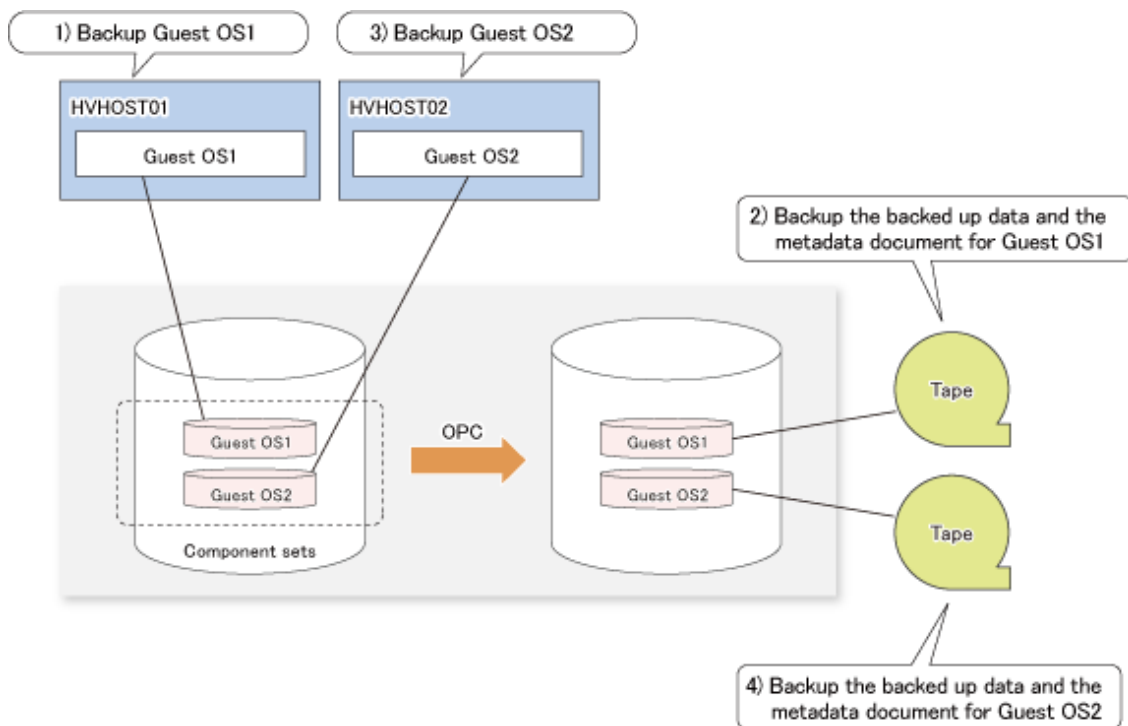 1) Backup Guest OS1
3) Backup Guest OS2
HVHOST01
HVHOST02
Guest OS1
Guest OS2
2) Backup the backed up data and the
metadata document for Guest OS1
Tape
Guest OS1
OPC
Guest OS1
Guest OS2
Guest OS2
Tape
Component sets
4) Backup the backed up data and the
metadata document for Guest OS2